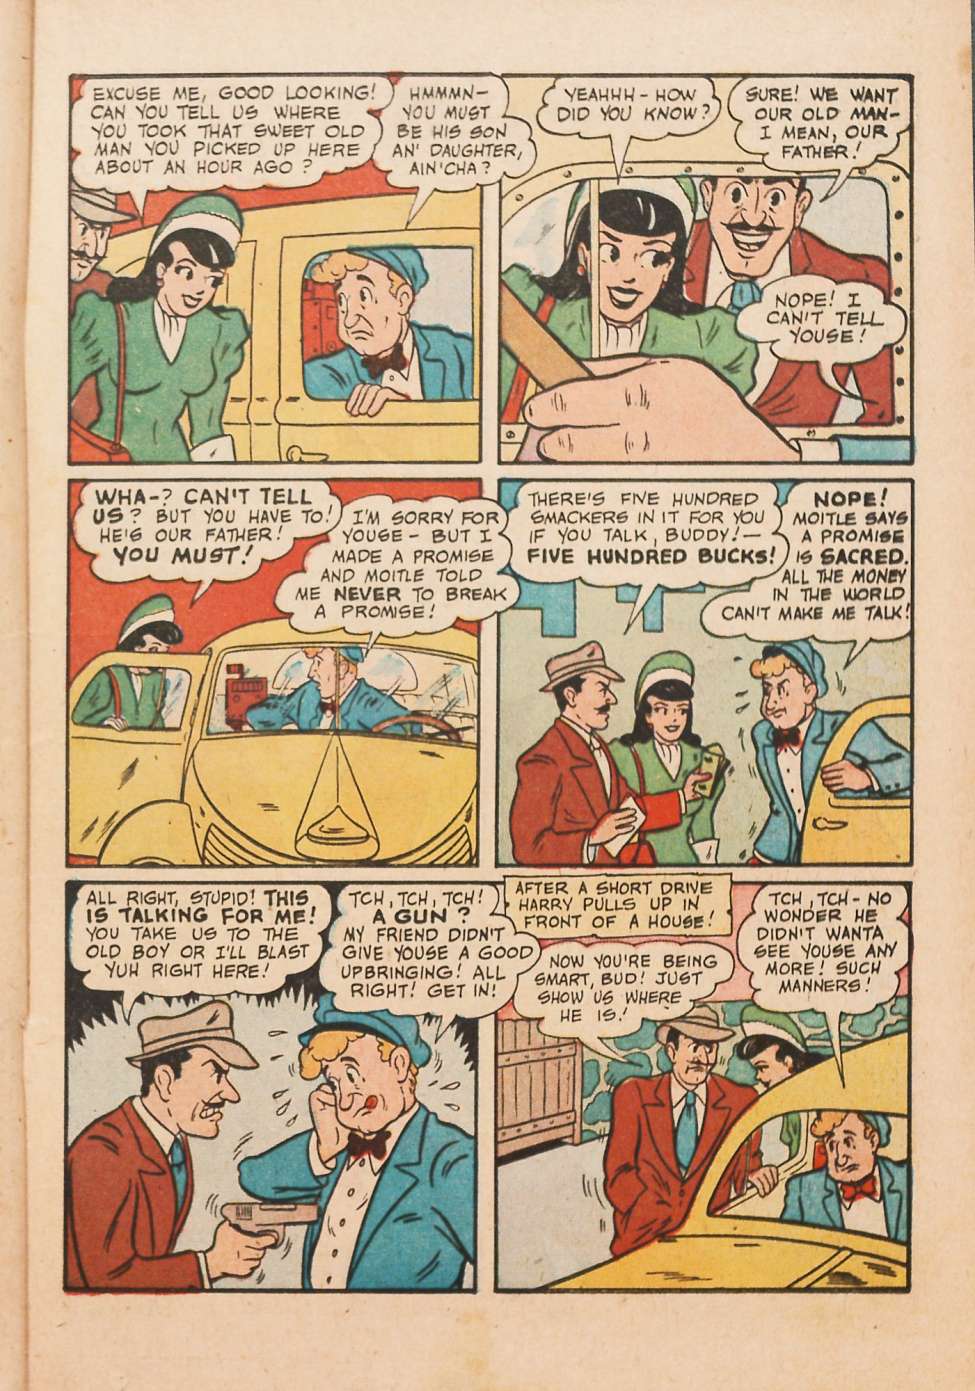 EXCUSE ME, GOOD LOOKING!
CAN YOU TELL US WHERE
YOU TOOK THAT SWEET OLD
MAN YOU PICKED UP HERE
ABOUT AN HOUR AGO?
HMMMN-
YOU MUST
BE HIS SON
AN' DAUGHTER,
AIN'CHA?
YEAHHH - HOW
DID YOU KNOW?
SURE! WE WANT
OUR OLD MAN-
I MEAN, OUR
FATHER!
NOPE! I
CAN'T TELL
YOUSE!
WHA-? CAN'T TELL
US? BUT YOU HAVE TO!
HE'S OUR FATHER!
YOU MUST!
I'M SORRY FOR
YOUSE - BUT I
MADE A PROMISE
AND MOITLE TOLD
ME NEVER TO BREAK
A PROMISE!
THERE'S FIVE HUNDRED
SMACKERS IN IT FOR YOU
IF YOU TALK, BUDDY!-
FIVE HUNDRED BUCKS!
NOPE!
MOITLE SAYS
A PROMISE
IS SACRED.
ALL THE MONEY
IN THE WORLD
CAN'T MAKE ME TALK!
ALL RIGHT, STUPID! THIS
IS TALKING FOR ME!
YOU TAKE US TO THE
OLD BOY OR I'LL BLAST
YUH RIGHT HERE!
TCH, TCH, TCH!
A GUN?
MY FRIEND DIDN'T
GIVE YOUSE A GOOD
UPBRINGING! ALL
RIGHT! GET IN!
AFTER A SHORT DRIVE
HARRY PULLS UP IN
FRONT OF A HOUSE!
NOW YOU'RE BEING
SMART, BUD! JUST
SHOW US WHERE
HE IS!
TCH, TCH - NO
WONDER HE
DIDN'T WANTA
SEE YOUSE ANY
MORE! SUCH
MANNERS!